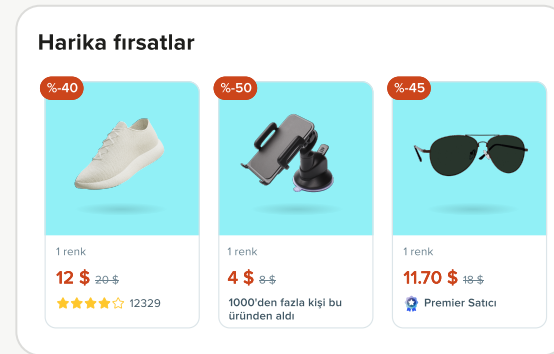 Harika fırsatlar
%-40
%-50
%-45
1 renk
12 $ 20 $
12329
1 renk
4 $ 8 $
1000'den fazla kişi bu
üründen aldı
1 renk
11.70 $ 18 $
Premier Satıcı